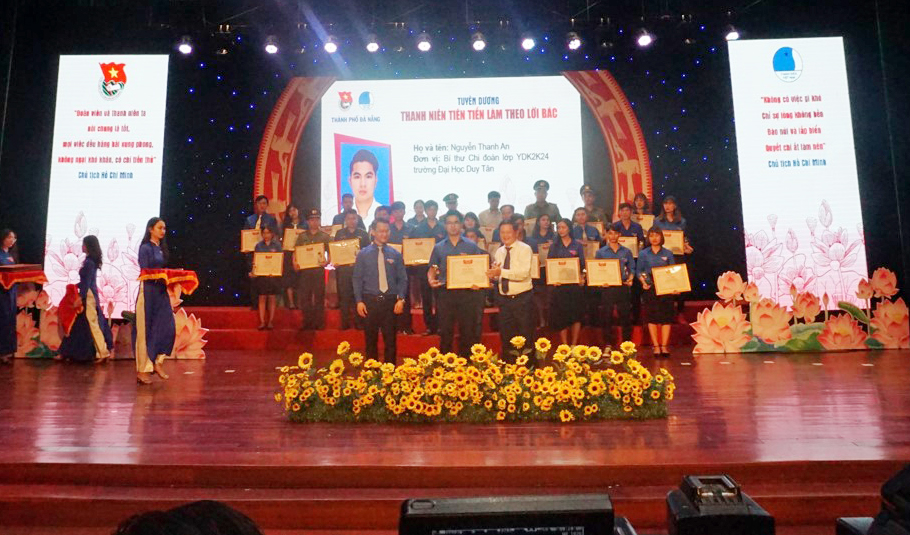 "Đoàn viên và thanh niên ta
nói chung là tốt,
mọi việc đều hăng hái xung phong,
không ngại khó khăn, có chí tiến thủ"
Chủ tịch Hồ Chí Minh
THÀNH PHỐ ĐÀ NẴNG
TUYÊN DƯƠNG
THANH NIÊN TIÊN TIẾN LÀM THEO LỜI BÁC
Họ và tên: Nguyễn Thanh An
Đơn vị: Bí thư Chi đoàn lớp YDK2K24
trường Đại Học Duy Tân
"Không có việc gì khó
Chỉ sợ lòng không bền
Đào núi và lấp biển
Quyết chí ắt làm nên"
Chủ tịch Hồ Chí Minh